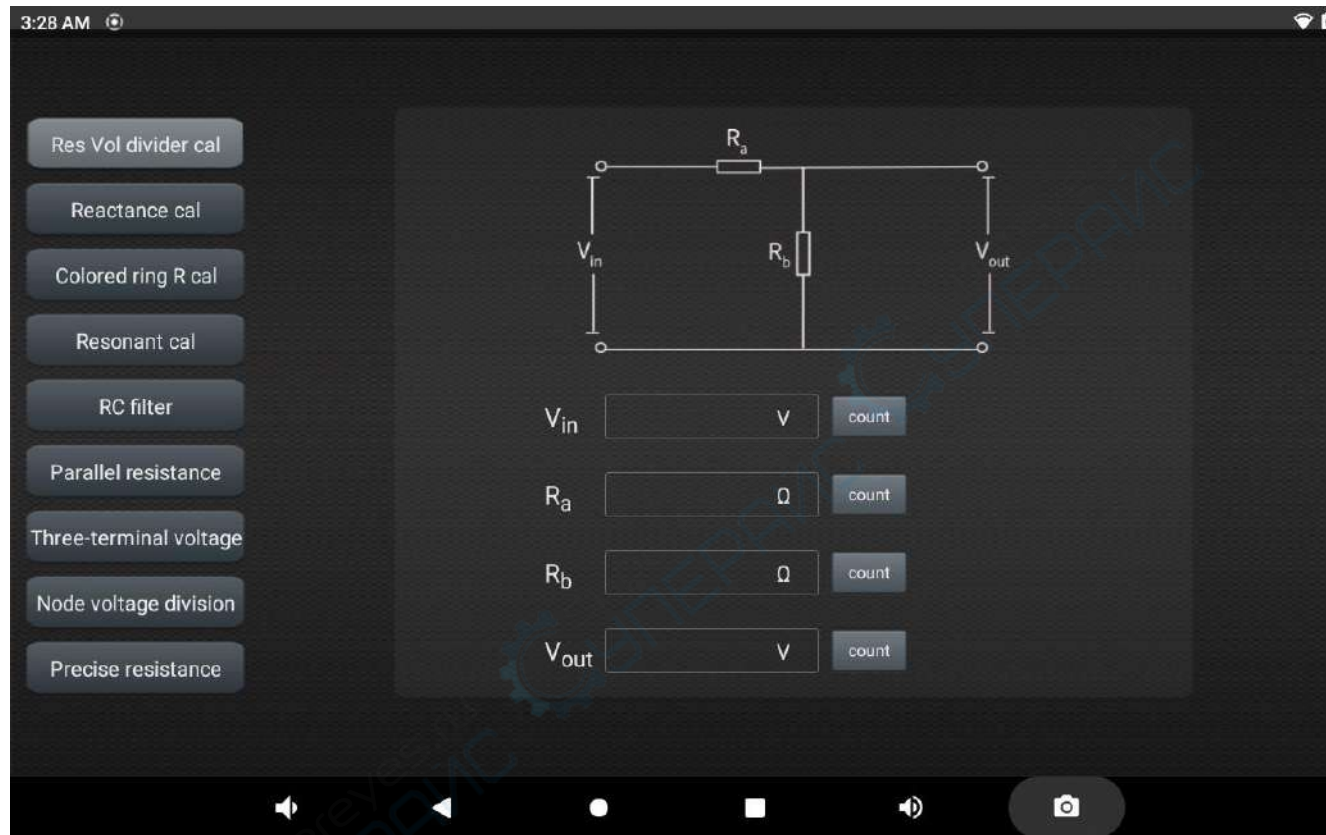 3:28 AM
Res Vol divider cal
Reactance cal
Colored ring R cal
Resonant cal
RC filter
Parallel resistance
Three-terminal voltage
Node voltage division
Precise resistance
Ra
Vin
Rb
Vout
Vin V count
Ra Ω count
Rb Ω count
Vout V count